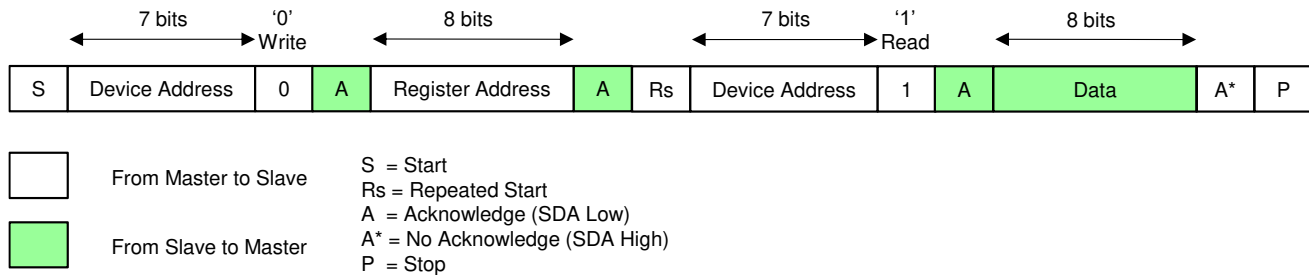 7 bits ‘0’ 8 bits 7 bits ‘1’ 8 bits
Write Read
S Device Address 0 A Register Address A Rs Device Address 1 A Data A* P
From Master to Slave
From Slave to Master
S = Start
Rs = Repeated Start
A = Acknowledge (SDA Low)
A* = No Acknowledge (SDA High)
P = Stop